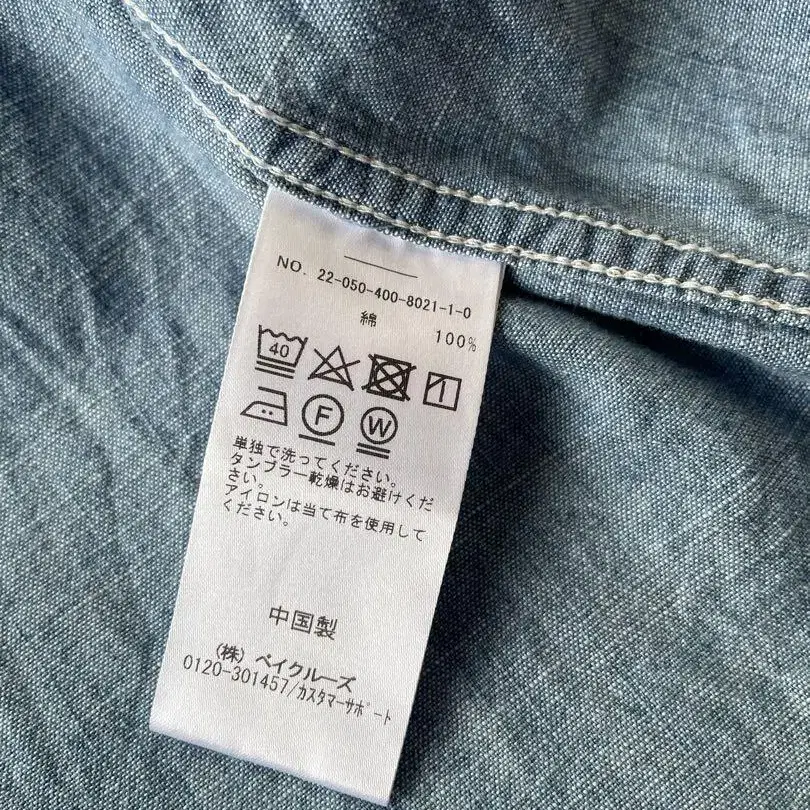 NO. 22-050-400-8021-1-0
綿 100%
40
F W
単独で洗ってください。
タンブラー乾燥はお避けくだ
さい。
アイロンは当て布を使用して
ください。
中国製
(株) ベイクルーズ
0120-301457/カスタマーサポート